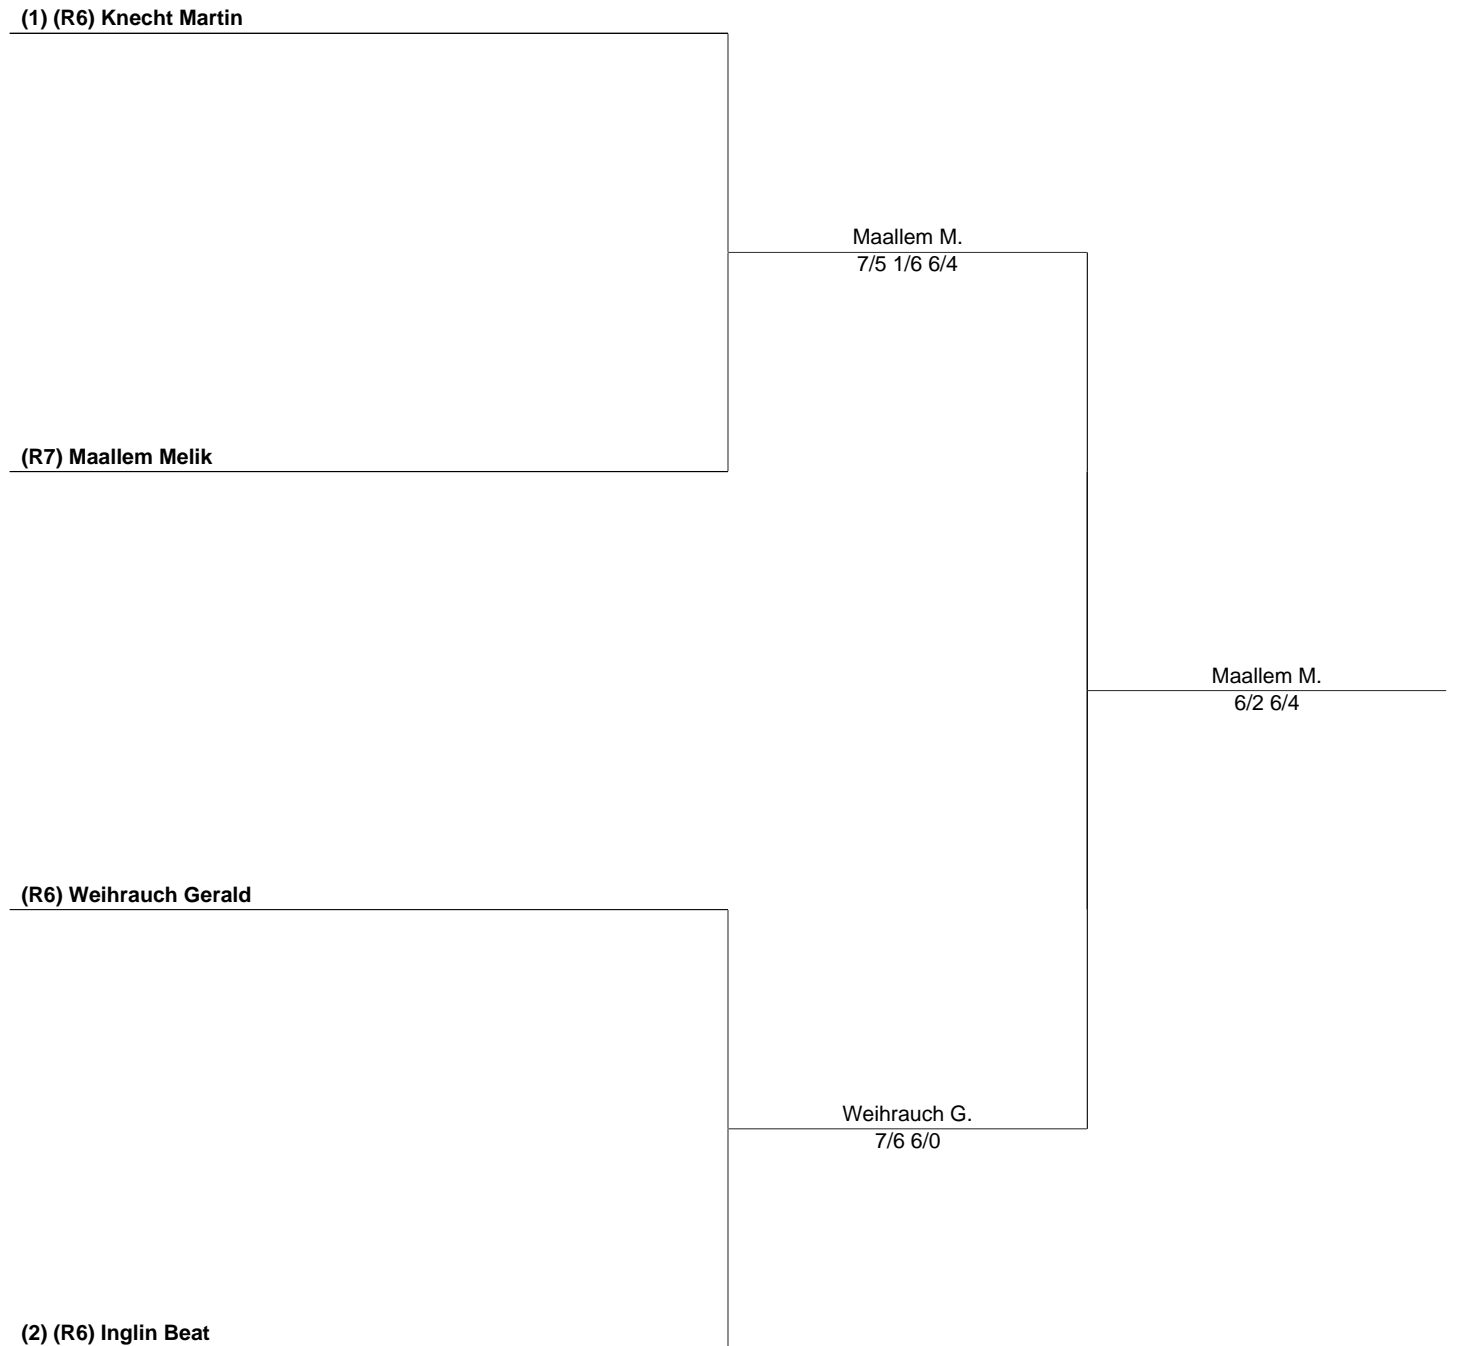 (1) (R6) Knecht Martin
Maallem M.
7/5 1/6 6/4
(R7) Maallem Melik
Maallem M.
6/2 6/4
(R6) Weihrauch Gerald
Weihrauch G.
7/6 6/0
(2) (R6) Inglin Beat